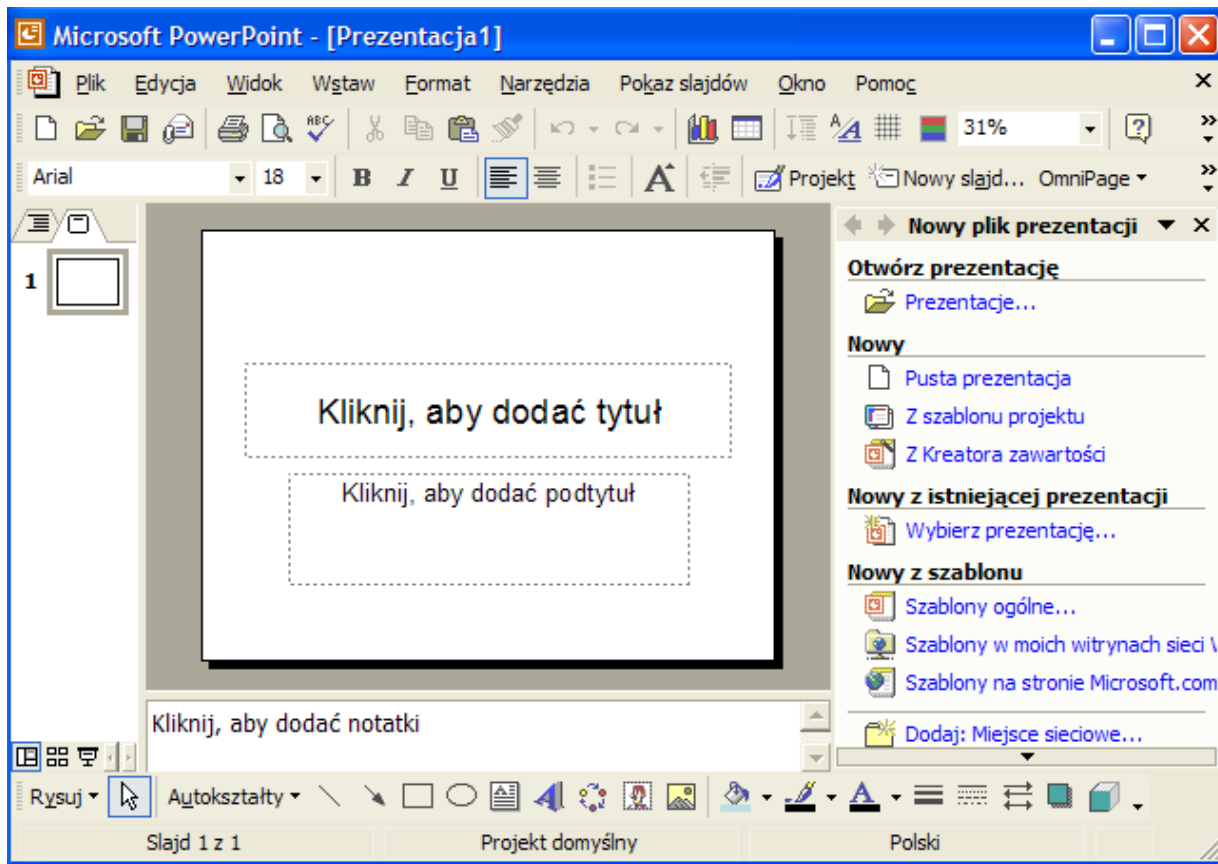 Microsoft PowerPoint - [Prezentacja1]
Plik Edycja Widok Wstaw Format Narzędzia Pokaz slajdów Okno Pomoc
ABC A 31% ?
Arial 18 B I U A Projekt Nowy slajd... OmniPage
Nowy plik prezentacji
1
Otwórz prezentację
Prezentacje...
Nowy
Pusta prezentacja
Z szablonu projektu
Z Kreatora zawartości
Nowy z istniejącej prezentacji
Wybierz prezentację...
Nowy z szablonu
Szablony ogólne...
Szablony w moich witrynach sieci
Szablony na stronie Microsoft.com
Dodaj: Miejsce sieciowe...
Kliknij, aby dodać tytuł
Kliknij, aby dodać podtytuł
Kliknij, aby dodać notatki
Rysuj Autokształty A A
Slajd 1 z 1 Projekt domyślny Polski